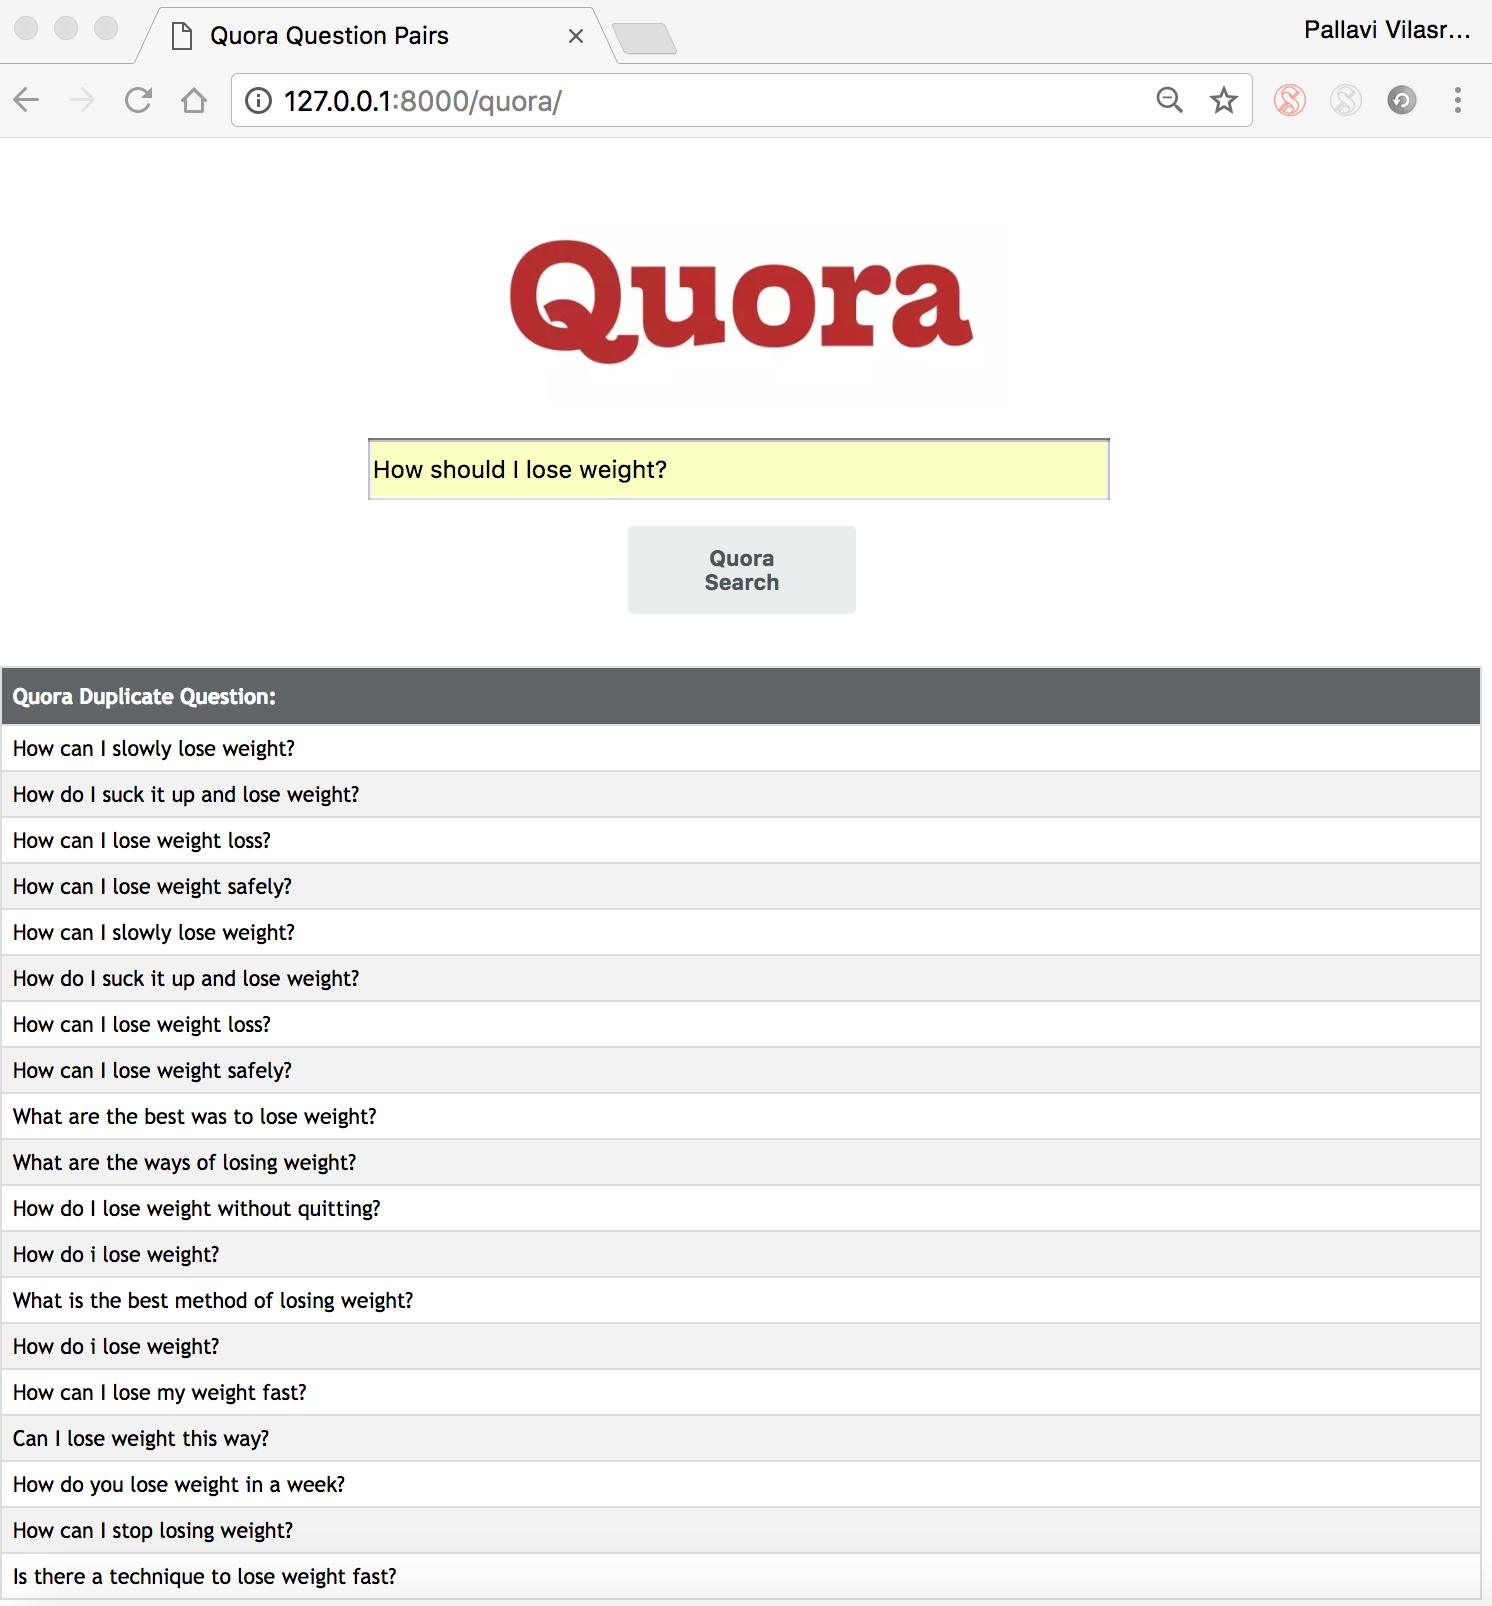 Quora Question Pairs
Pallavi Vilasr...
127.0.0.1:8000/quora/
Quora
How should I lose weight?
Quora
Search
Quora Duplicate Question:
How can I slowly lose weight?
How do I suck it up and lose weight?
How can I lose weight loss?
How can I lose weight safely?
How can I slowly lose weight?
How do I suck it up and lose weight?
How can I lose weight loss?
How can I lose weight safely?
What are the best was to lose weight?
What are the ways of losing weight?
How do I lose weight without quitting?
How do i lose weight?
What is the best method of losing weight?
How do i lose weight?
How can I lose my weight fast?
Can I lose weight this way?
How do you lose weight in a week?
How can I stop losing weight?
Is there a technique to lose weight fast?